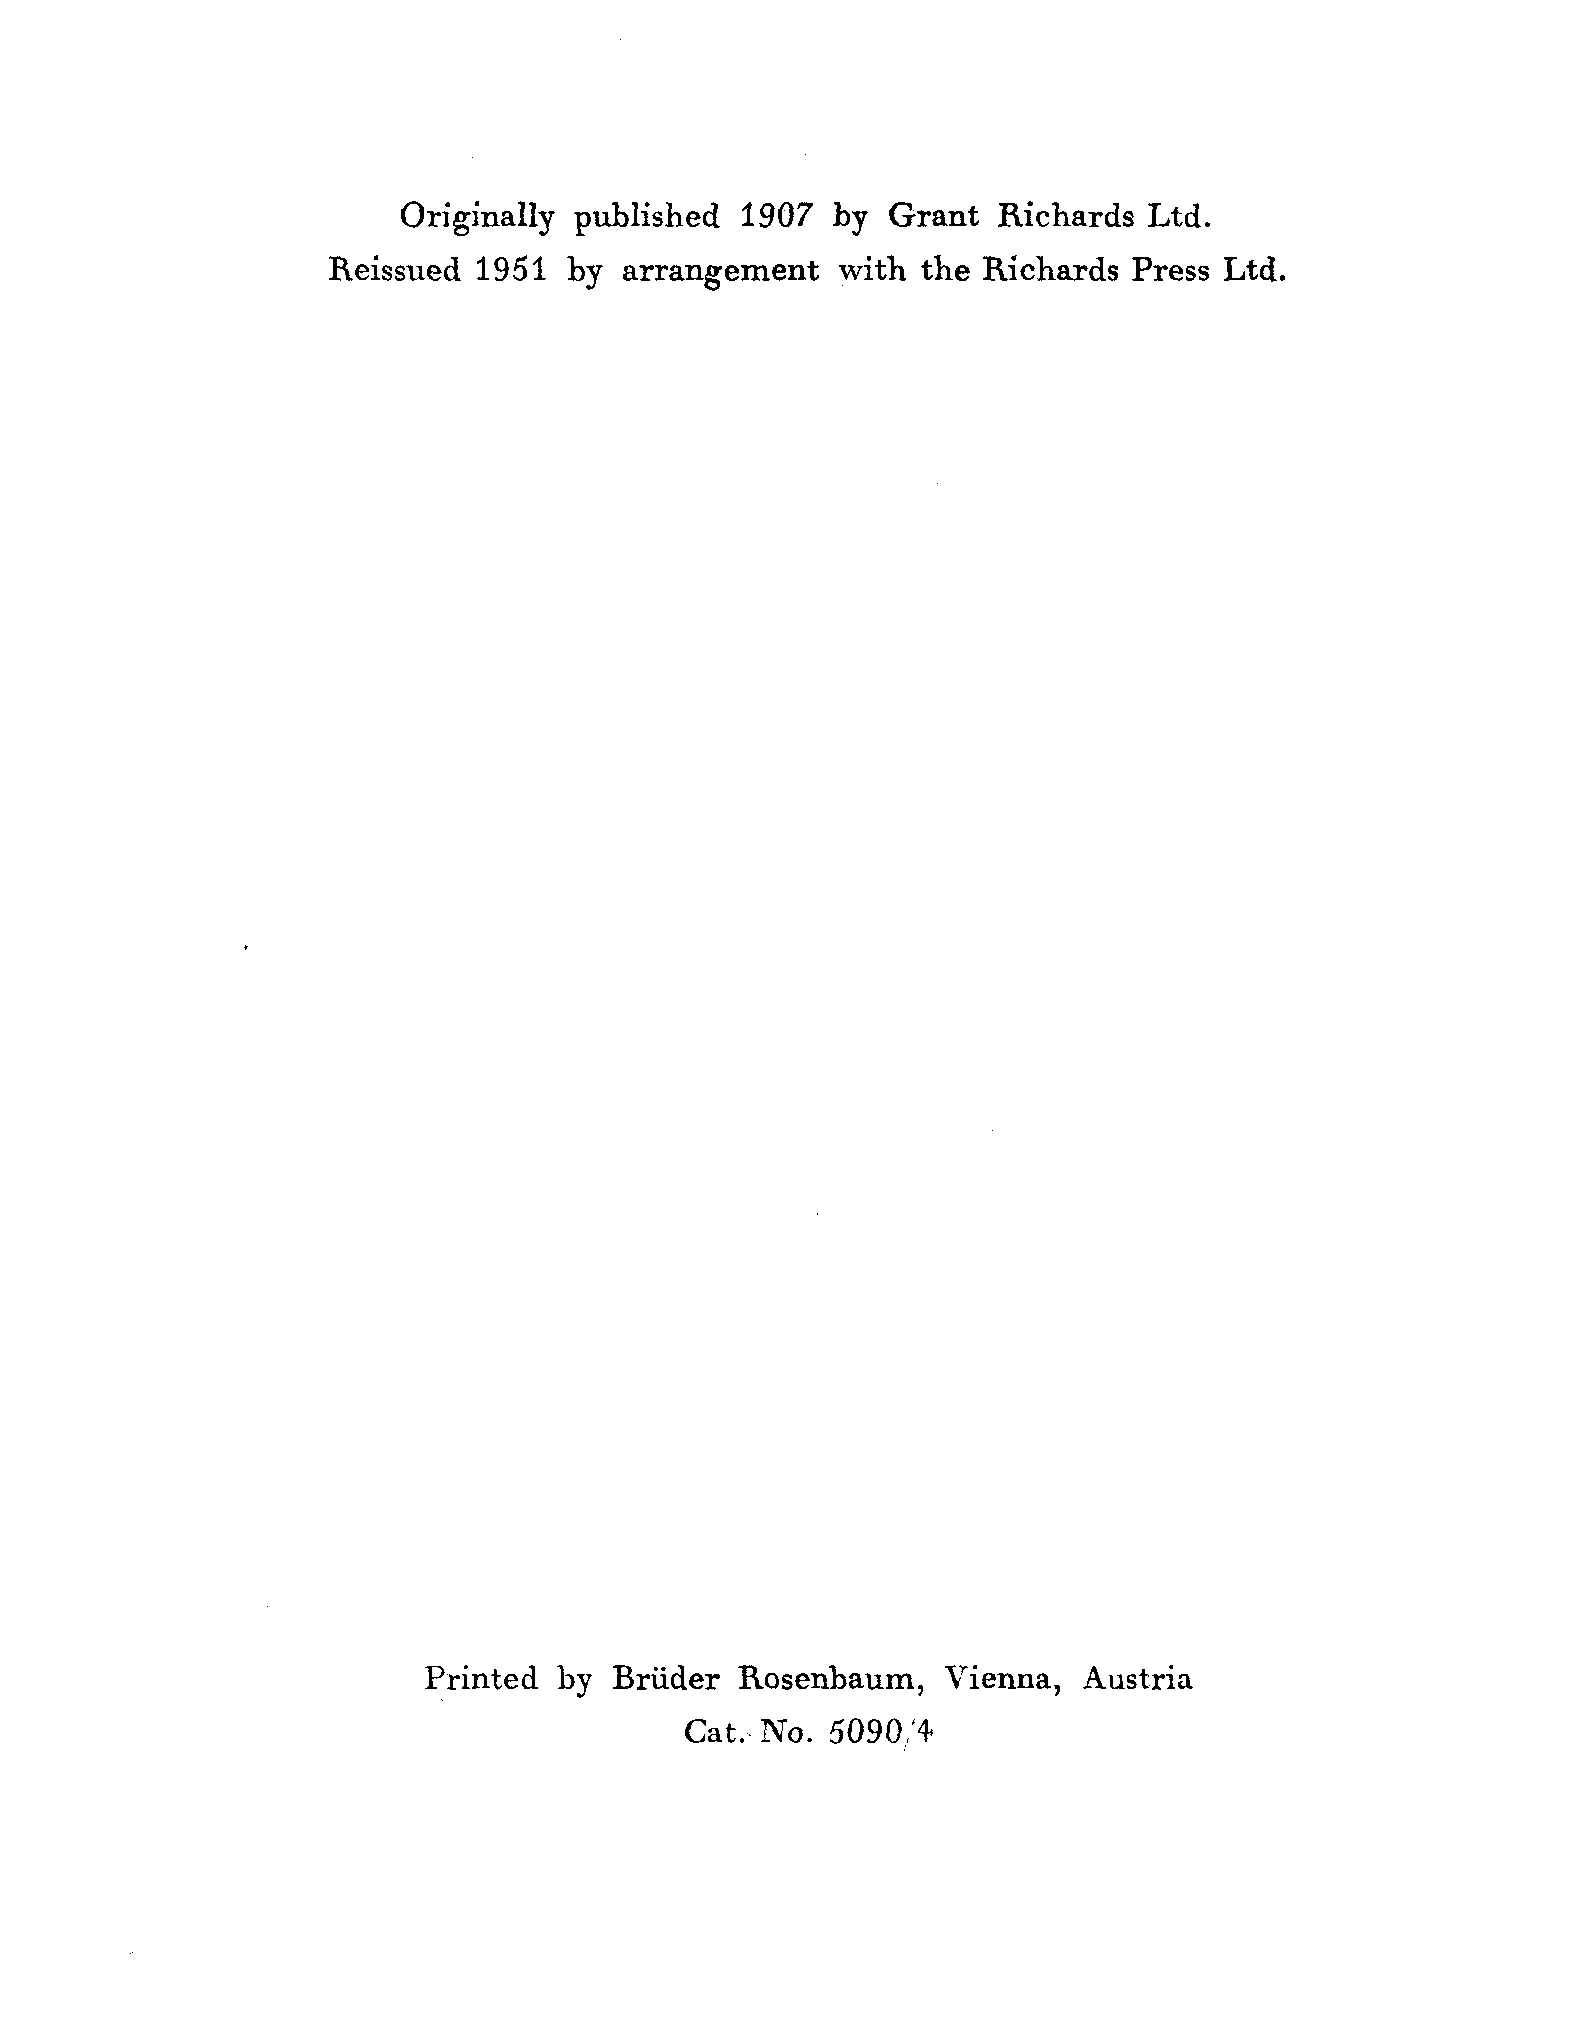 Originally published 1907 by Grant Richards Ltd.
Reissued 1951 by arrangement with the Richards Press Ltd.
Printed by Brüder Rosenbaum, Vienna, Austria
Cat. No. 5090/4